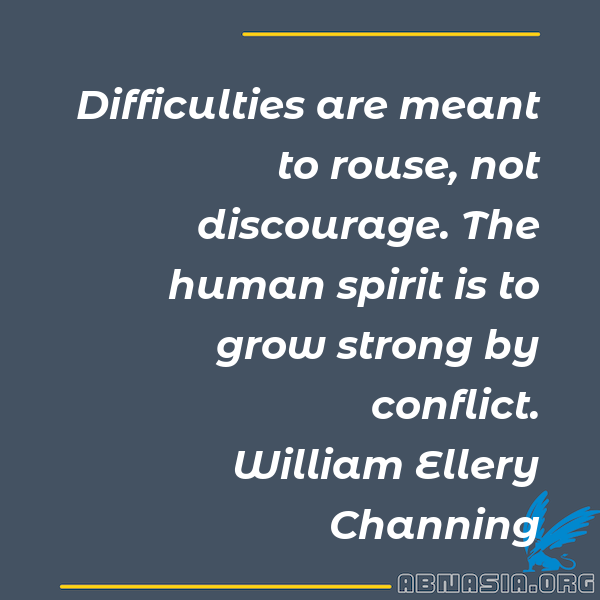 Difficulties are meant
to rouse, not
discourage. The
human spirit is to
grow strong by
conflict.
William Ellery
Channing
ABNASIA.ORG